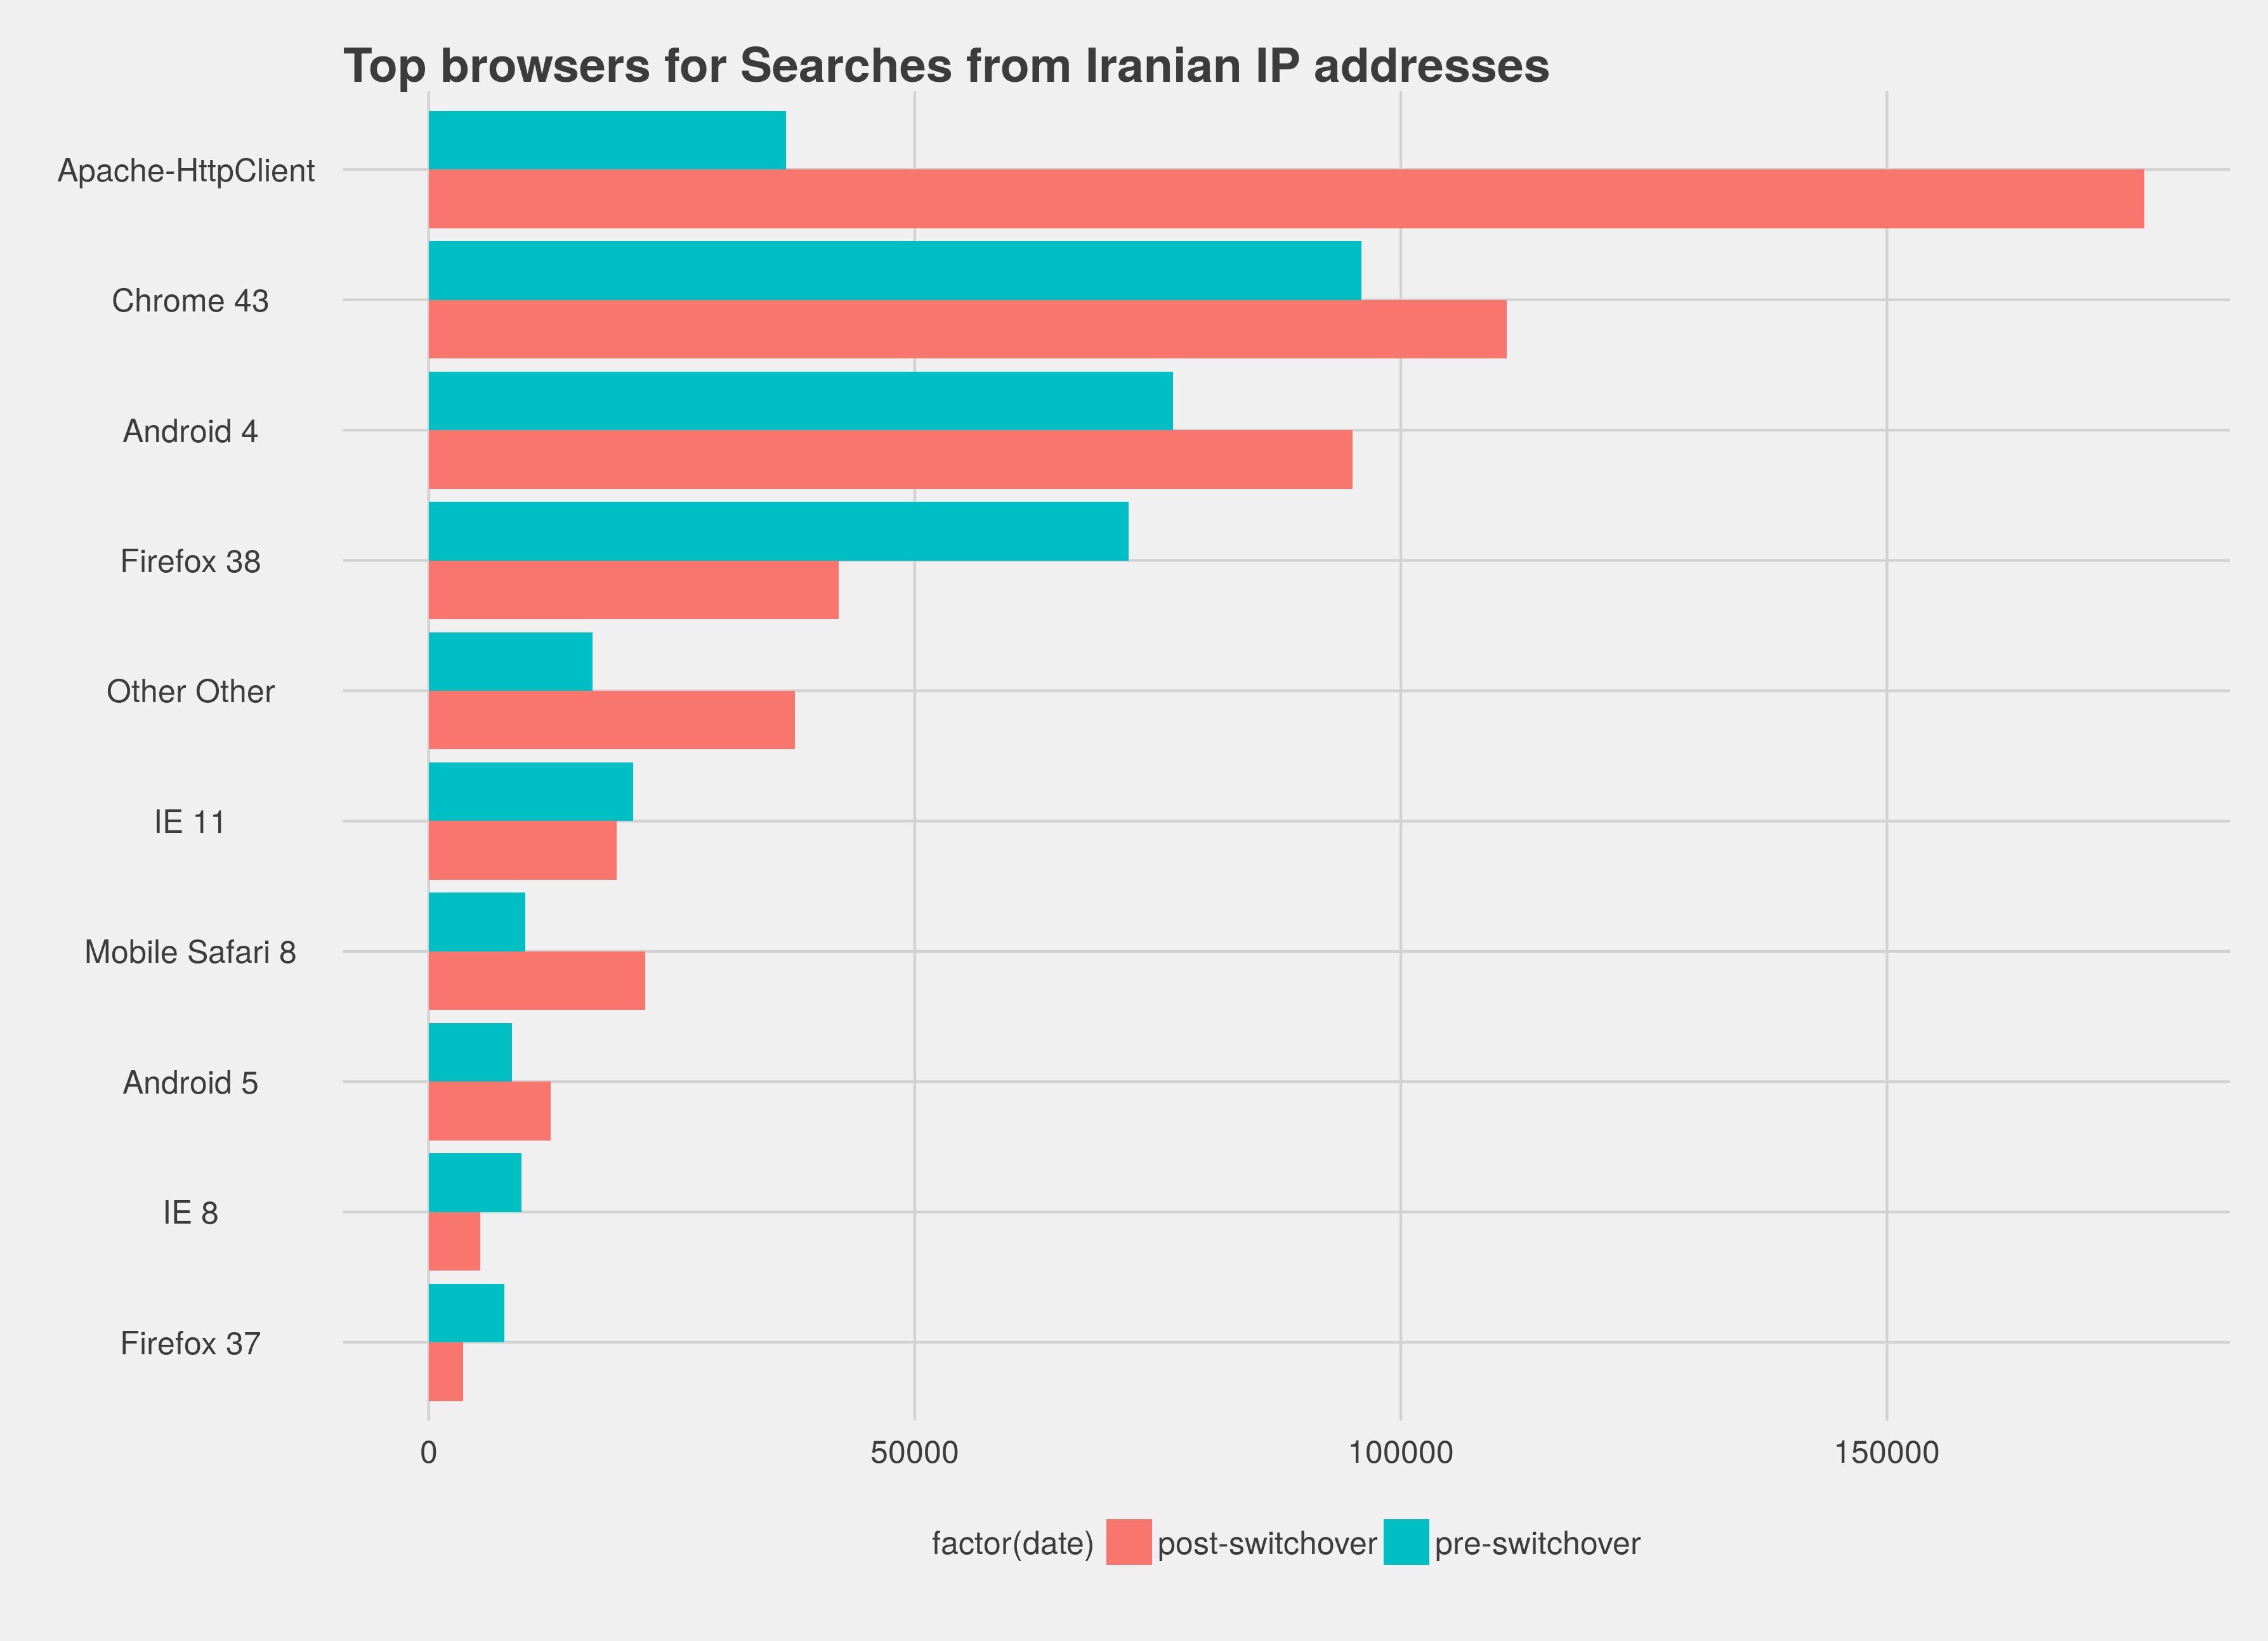 Top browsers for Searches from Iranian IP addresses
Apache-HttpClient
Chrome 43
Android 4
Firefox 38
Other Other
IE 11
Mobile Safari 8
Android 5
IE 8
Firefox 37
0 50000 100000 150000
factor(date) post-switchover pre-switchover